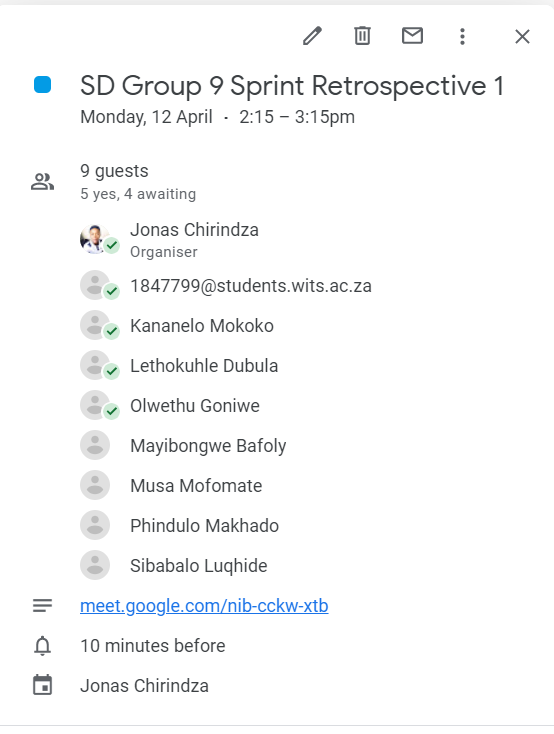 SD Group 9 Sprint Retrospective 1
Monday, 12 April · 2:15 – 3:15pm
9 guests
5 yes, 4 awaiting
Jonas Chirindza
Organiser
1847799@students.wits.ac.za
Kananelo Mokoko
Lethokuhle Dubula
Olwethu Goniwe
Mayibongwe Bafoly
Musa Mofomate
Phindulo Makhado
Sibabalo Luqhide
meet.google.com/nib-cckw-xtb
10 minutes before
Jonas Chirindza